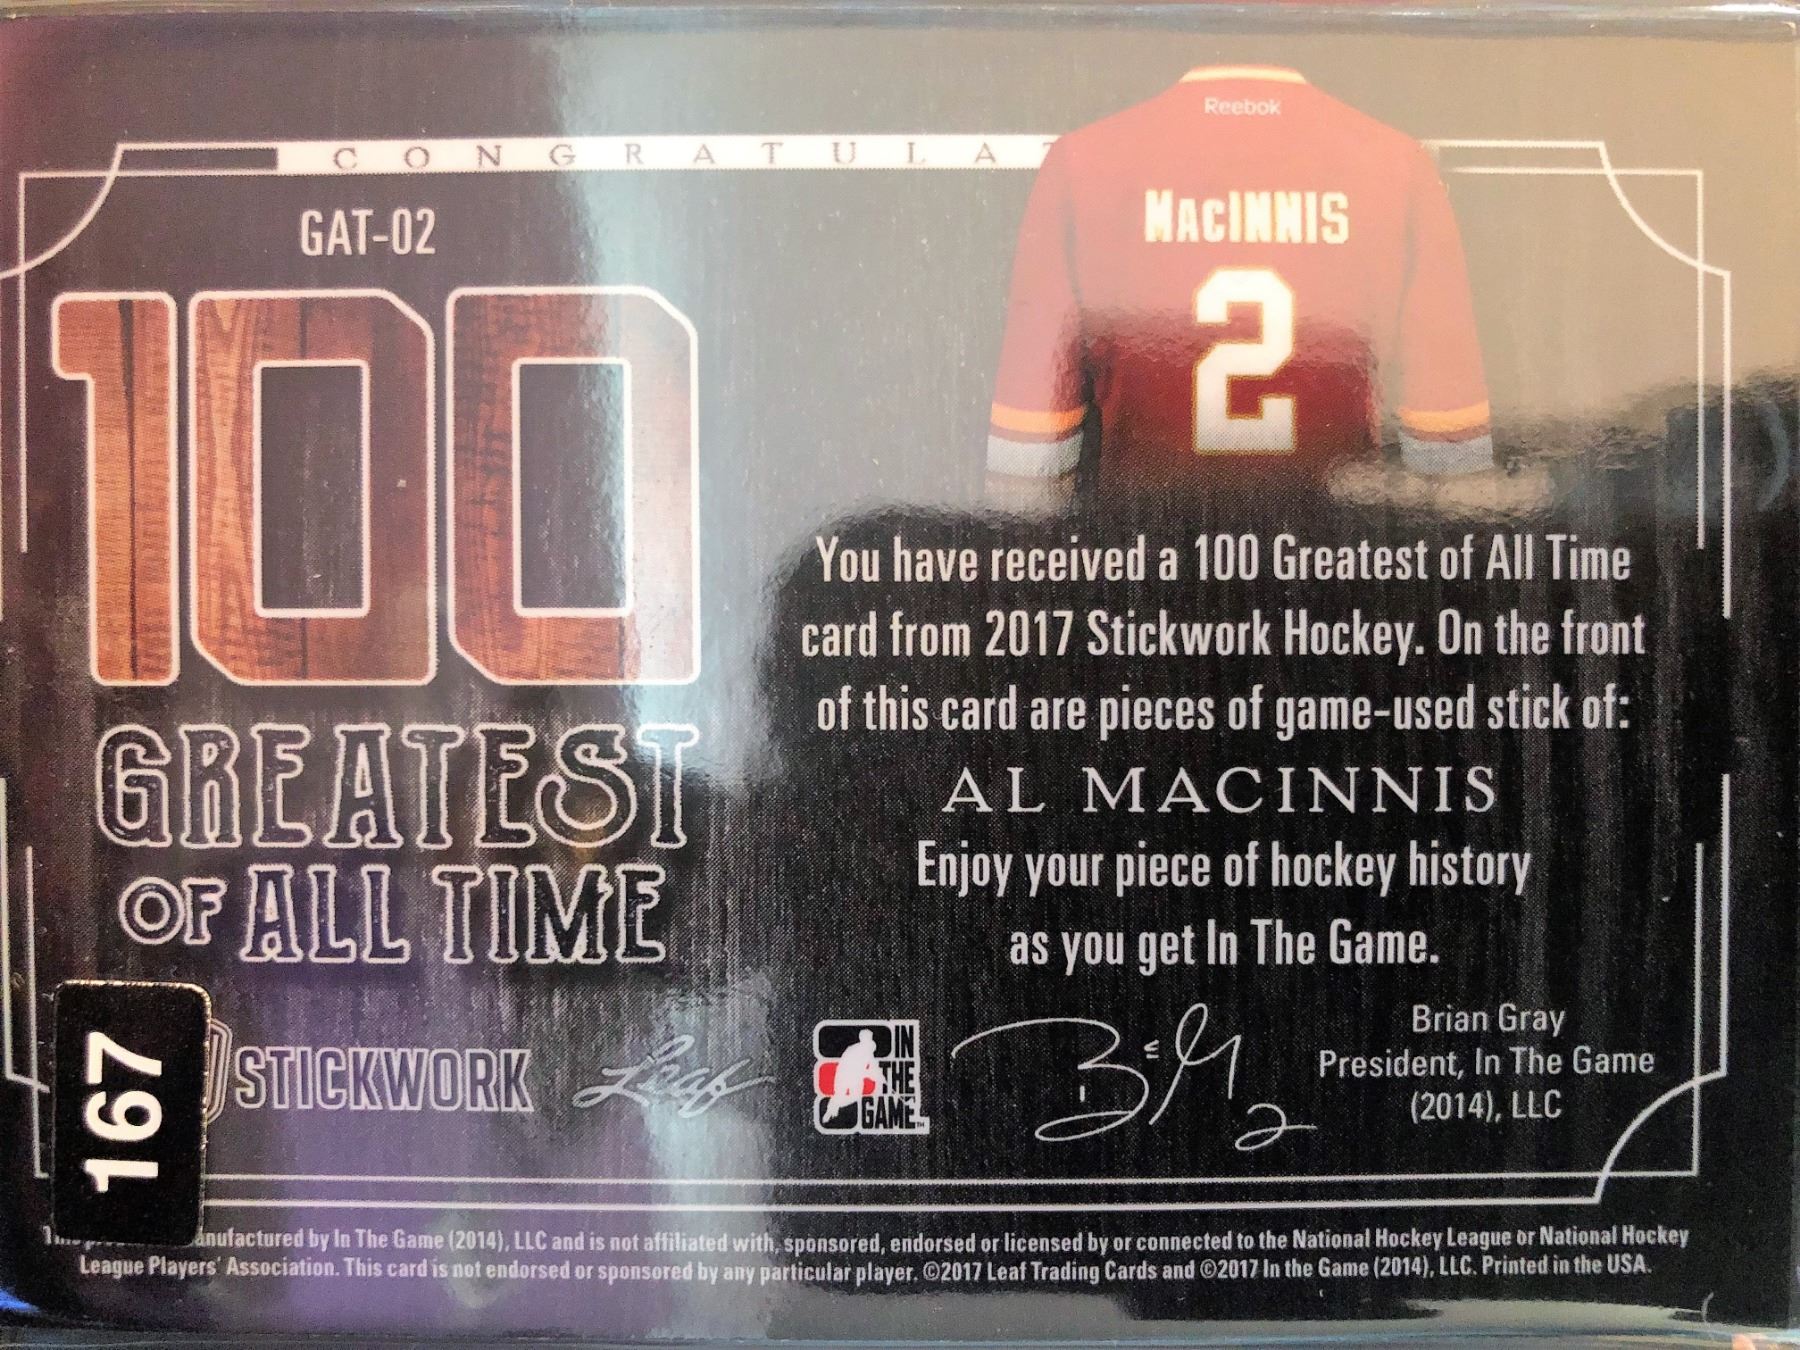 Reebok
CONGRATULAT
GAT-02
MacINNIS
2
100
GREATEST
OF ALL TIME
You have received a 100 Greatest of All Time
card from 2017 Stickwork Hockey. On the front
of this card are pieces of game-used stick of:
AL MACINNIS
Enjoy your piece of hockey history
as you get In The Game.
167
STICKWORK
Leaf
IN
THE
GAME™
Brian Gray
President, In The Game
(2014), LLC
manufactured by In The Game (2014), LLC and is not affiliated with, sponsored, endorsed or licensed by or connected to the National Hockey League or National Hockey
League Players' Association. This card is not endorsed or sponsored by any particular player. ©2017 Leaf Trading Cards and ©2017 In the Game (2014), LLC. Printed in the USA.